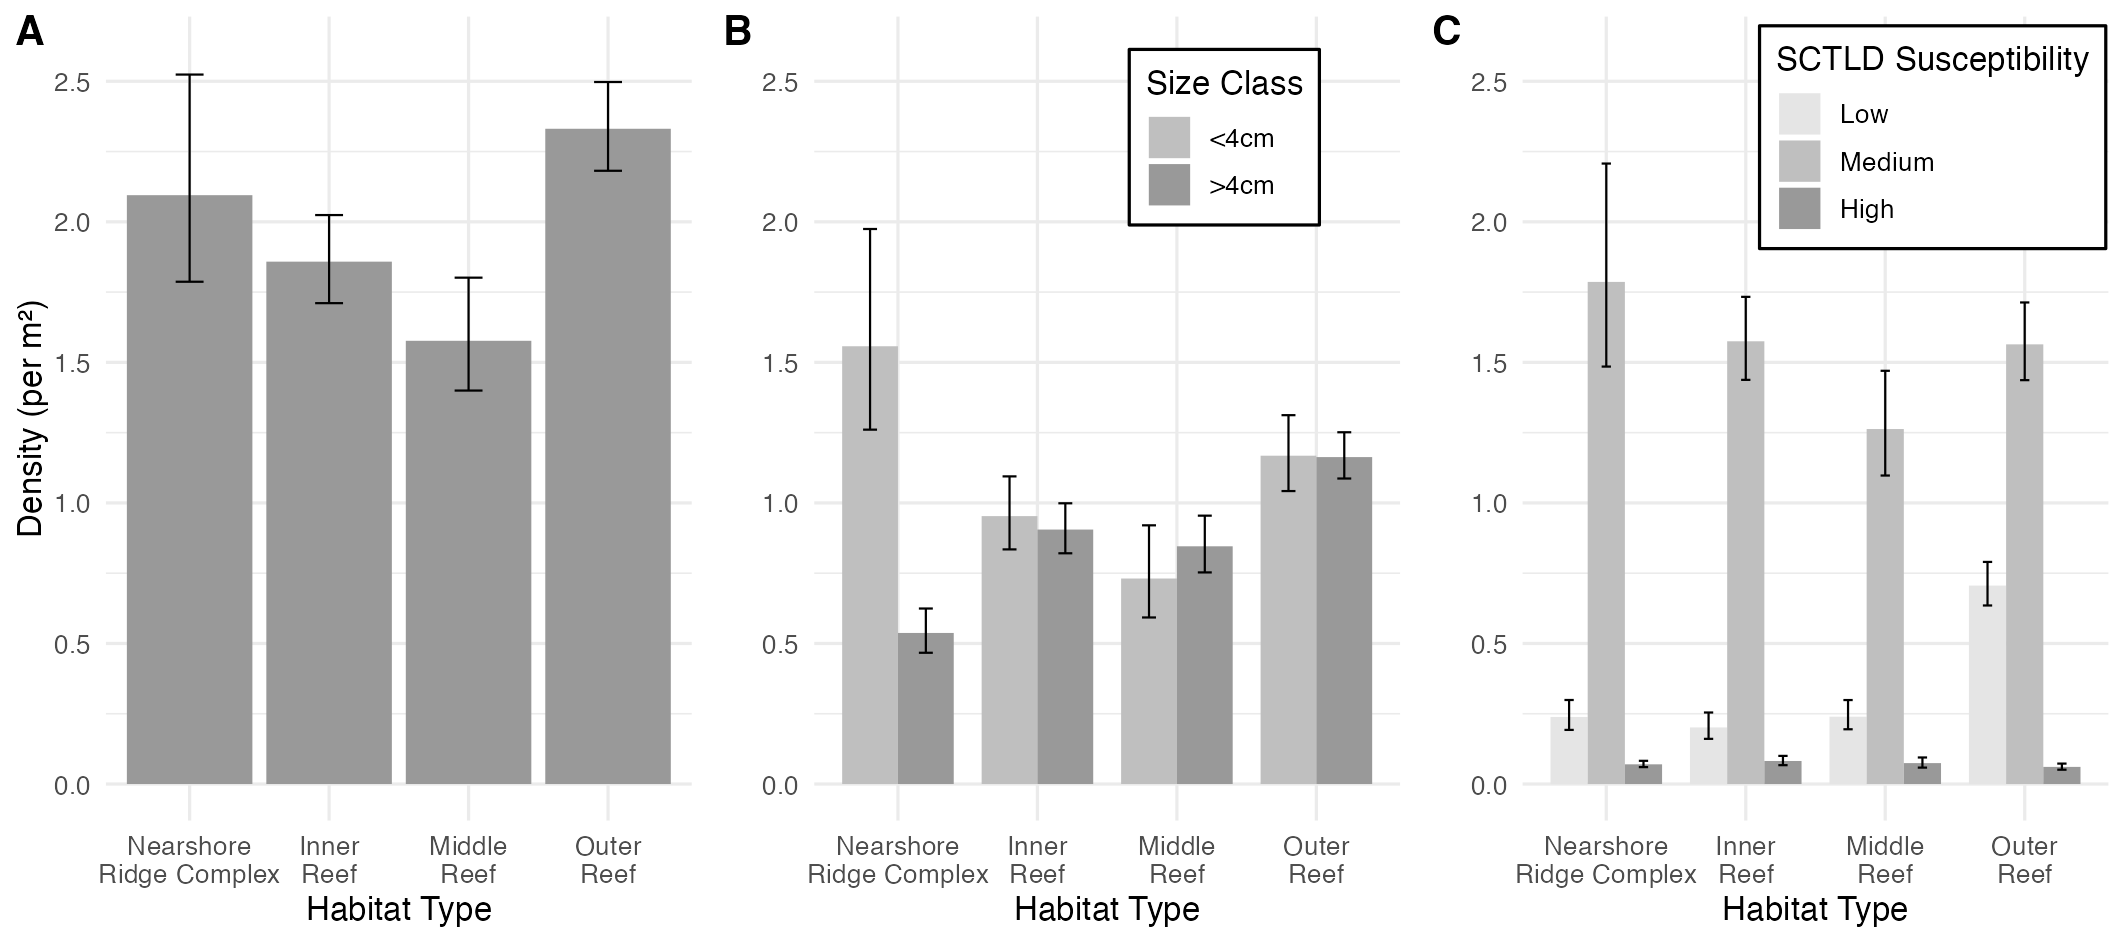 A
Density (per m²)
2.5
2.0
1.5
1.0
0.5
0.0
Nearshore
Ridge Complex
Inner
Reef
Middle
Reef
Outer
Reef
Habitat Type
B
Size Class
<4cm
>4cm
2.5
2.0
1.5
1.0
0.5
0.0
Nearshore
Ridge Complex
Inner
Reef
Middle
Reef
Outer
Reef
Habitat Type
C
SCTLD Susceptibility
Low
Medium
High
2.5
2.0
1.5
1.0
0.5
0.0
Nearshore
Ridge Complex
Inner
Reef
Middle
Reef
Outer
Reef
Habitat Type